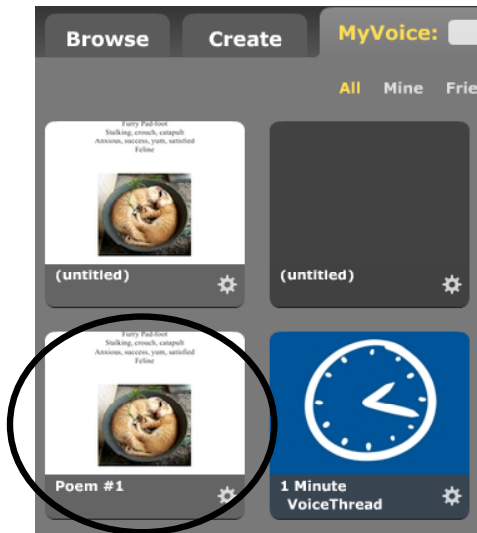 Browse Create MyVoice:
All Mine Frie
Furry Pad-foot
Stalking, crouch, catapult
Anxious, success, yum, satisfied
Feline
(untitled) (untitled)
Furry Pad-foot
Stalking, crouch, catapult
Anxious, success, yum, satisfied
Feline
Poem #1 1 Minute
VoiceThread